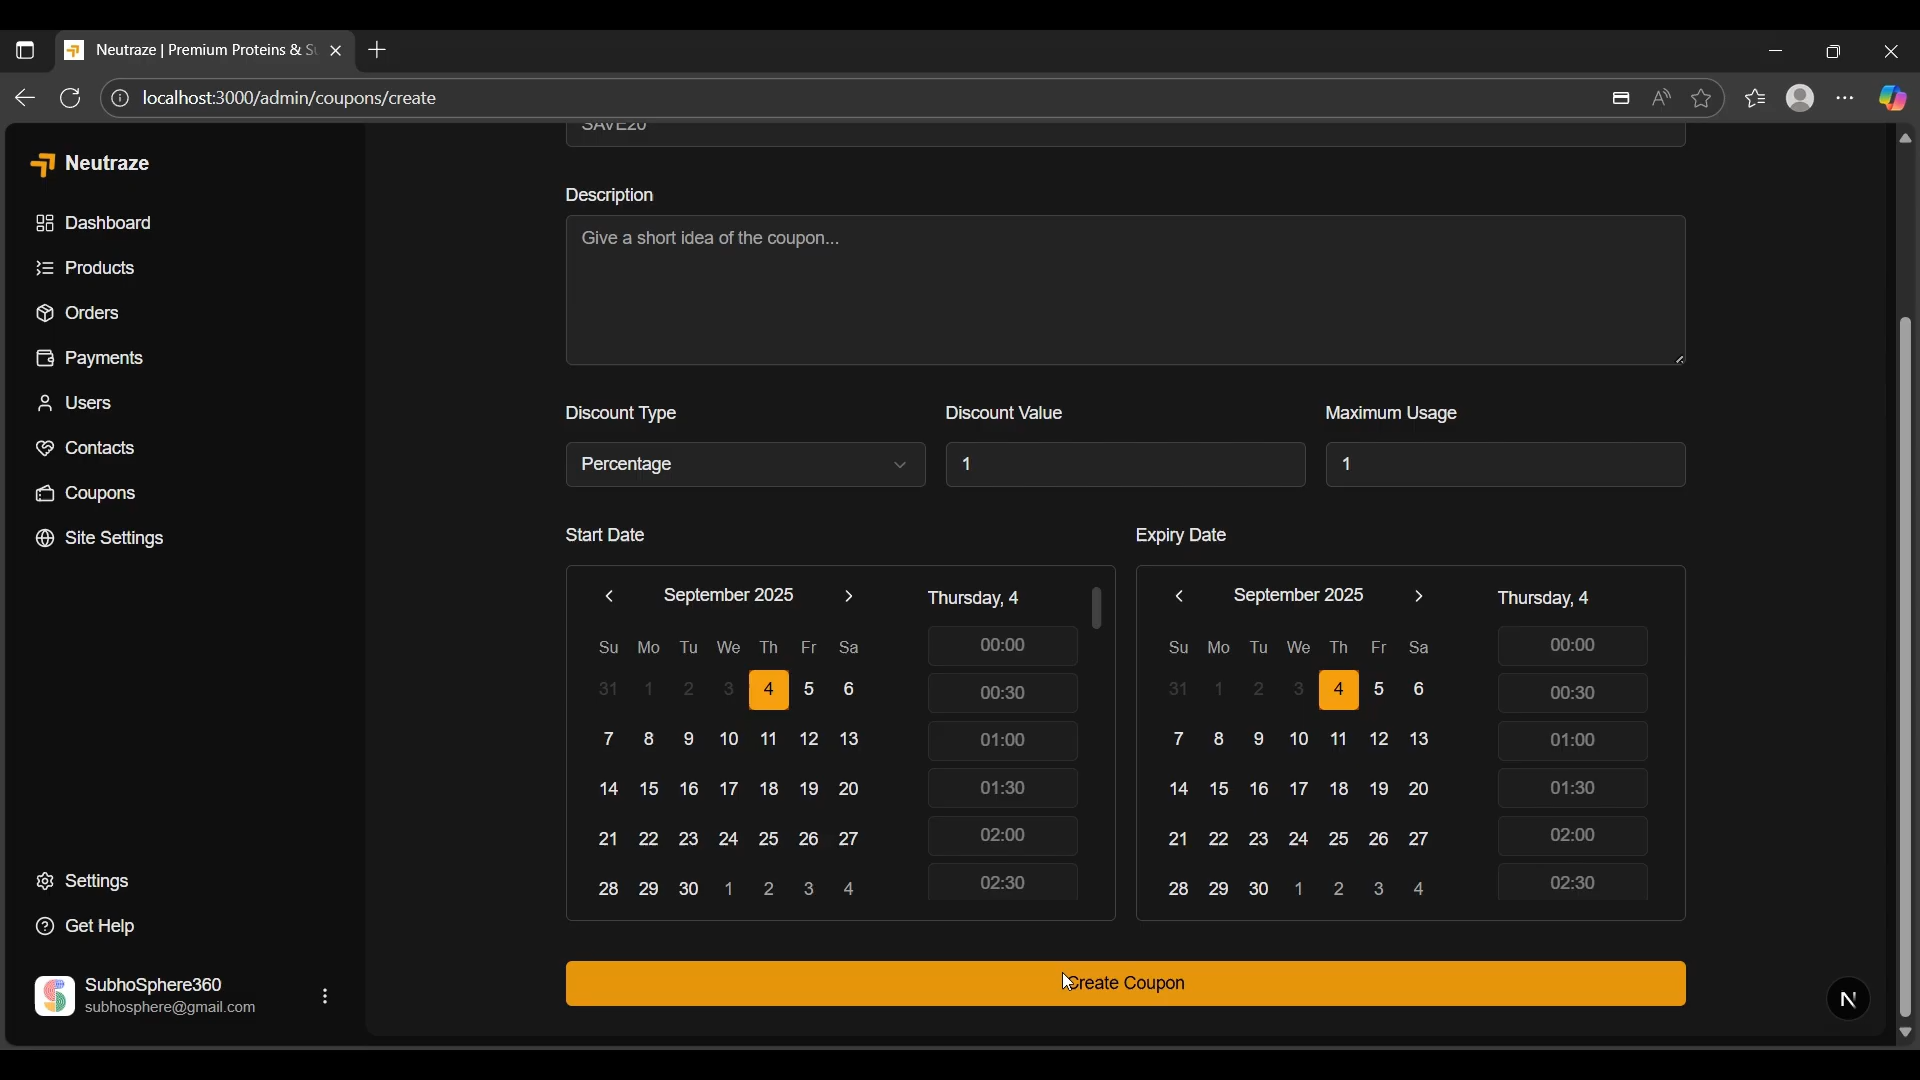 Neutraze | Premium Proteins & Su
localhost:3000/admin/coupons/create
Neutraze
Dashboard
Products
Orders
Payments
Users
Contacts
Coupons
Site Settings
Settings
Get Help
SubhoSphere360
subhosphere@gmail.com
SAVE20
Description
Give a short idea of the coupon...
Discount Type
Discount Value
Maximum Usage
Percentage
1
1
Start Date
Expiry Date
September 2025
Thursday, 4
Su Mo Tu We Th Fr Sa
31 1 2 3 4 5 6
7 8 9 10 11 12 13
14 15 16 17 18 19 20
21 22 23 24 25 26 27
28 29 30 1 2 3 4
00:00
00:30
01:00
01:30
02:00
02:30
September 2025
Thursday, 4
Su Mo Tu We Th Fr Sa
31 1 2 3 4 5 6
7 8 9 10 11 12 13
14 15 16 17 18 19 20
21 22 23 24 25 26 27
28 29 30 1 2 3 4
00:00
00:30
01:00
01:30
02:00
02:30
Create Coupon
N